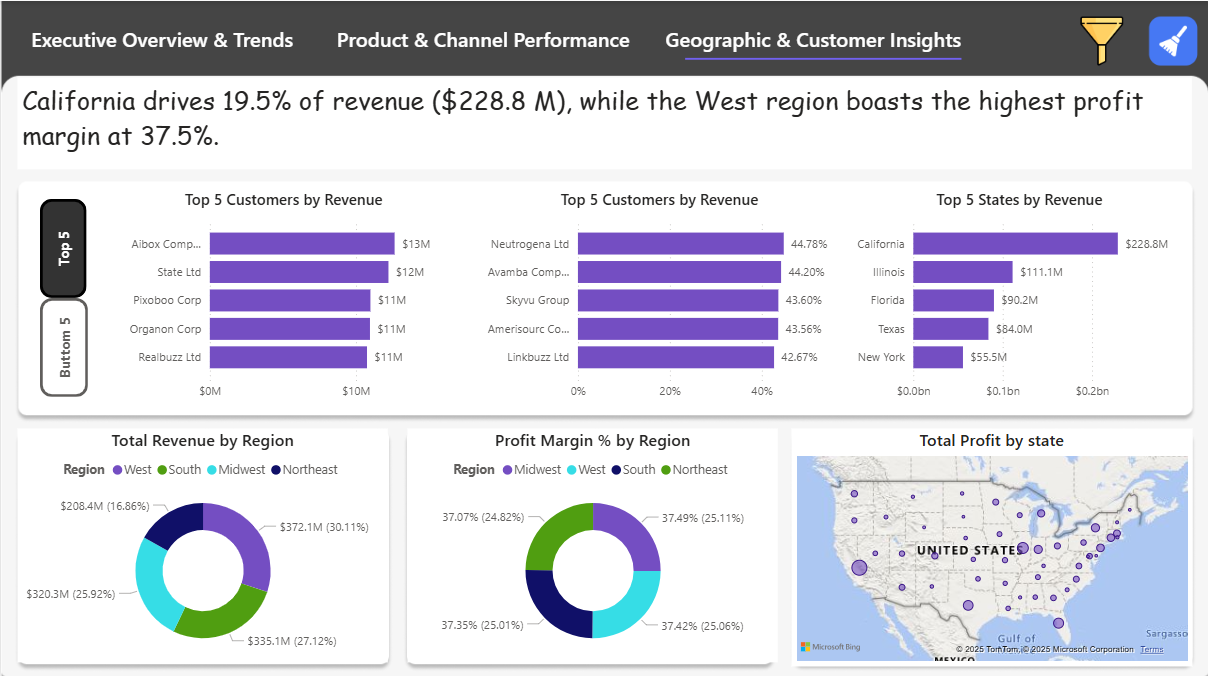 Executive Overview & Trends
Product & Channel Performance
Geographic & Customer Insights
California drives 19.5% of revenue ($228.8 M), while the West region boasts the highest profit
margin at 37.5%.
Top 5
Buttom 5
Top 5 Customers by Revenue
Aibox Comp...
$13M
State Ltd
$12M
Pixoboo Corp
$11M
Organon Corp
$11M
Realbuzz Ltd
$11M
$0M
$10M
Top 5 Customers by Revenue
Neutrogena Ltd
44.78%
Avamba Comp...
44.20%
Skyvu Group
43.60%
Amerisourc Co...
43.56%
Linkbuzz Ltd
42.67%
0%
20%
40%
Top 5 States by Revenue
California
$228.8M
Illinois
$111.1M
Florida
$90.2M
Texas
$84.0M
New York
$55.5M
$0.0bn
$0.1bn
$0.2bn
Total Revenue by Region
Region West South Midwest Northeast
$208.4M (16.86%)
$372.1M (30.11%)
$320.3M (25.92%)
$335.1M (27.12%)
Profit Margin % by Region
Region Midwest West South Northeast
37.07% (24.82%)
37.49% (25.11%)
37.35% (25.01%)
37.42% (25.06%)
Total Profit by state
UNITED STATES
Gulf of
Sargasso
MEXICO
Microsoft Bing
© 2025 TomTom, © 2025 Microsoft Corporation Terms